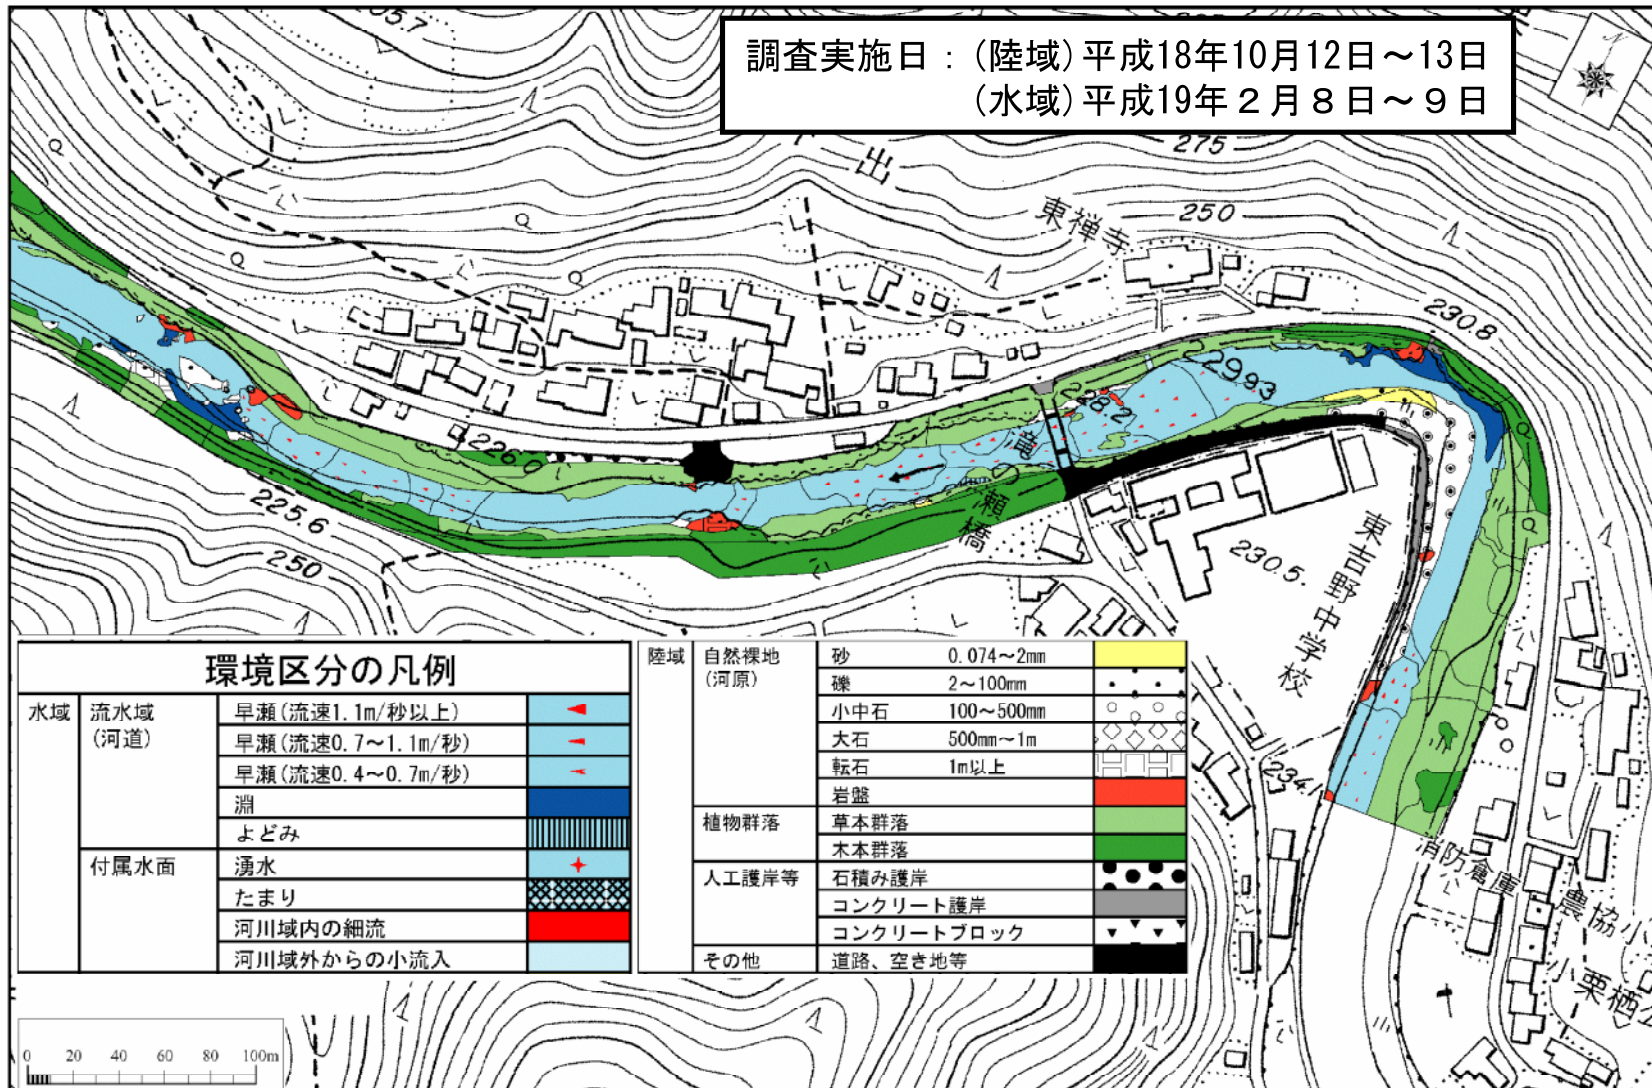 205.7
調査実施日：(陸域)平成18年10月12日～13日
(水域)平成19年２月８日～９日
275
出
東禅寺
250
230.8
229.93
228.2
226.0
滝の瀬橋
225.6
250
東吉野中学校
230.5
234.1
消防倉庫
農協小
小栗栖
環境区分の凡例
水域 流水域(河道) 早瀬(流速1.1m/秒以上)
早瀬(流速0.7～1.1m/秒)
早瀬(流速0.4～0.7m/秒)
淵
よどみ
付属水面 湧水
たまり
河川域内の細流
河川域外からの小流入
陸域 自然裸地(河原) 砂 0.074～2mm
礫 2～100mm
小中石 100～500mm
大石 500mm～1m
転石 1m以上
岩盤
植物群落 草本群落
木本群落
人工護岸等 石積み護岸
コンクリート護岸
コンクリートブロック
その他 道路、空き地等
0 20 40 60 80 100m